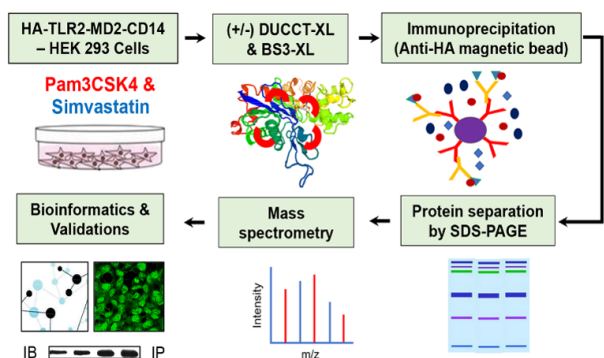 HA-TLR2-MD2-CD14
– HEK 293 Cells
(+/-) DUCCT-XL
& BS3-XL
Immunoprecipitation
(Anti-HA magnetic bead)
Pam3CSK4 &
Simvastatin
Bioinformatics &
Validations
Mass
spectrometry
Protein separation
by SDS-PAGE
Intensity
m/z
IB
IP